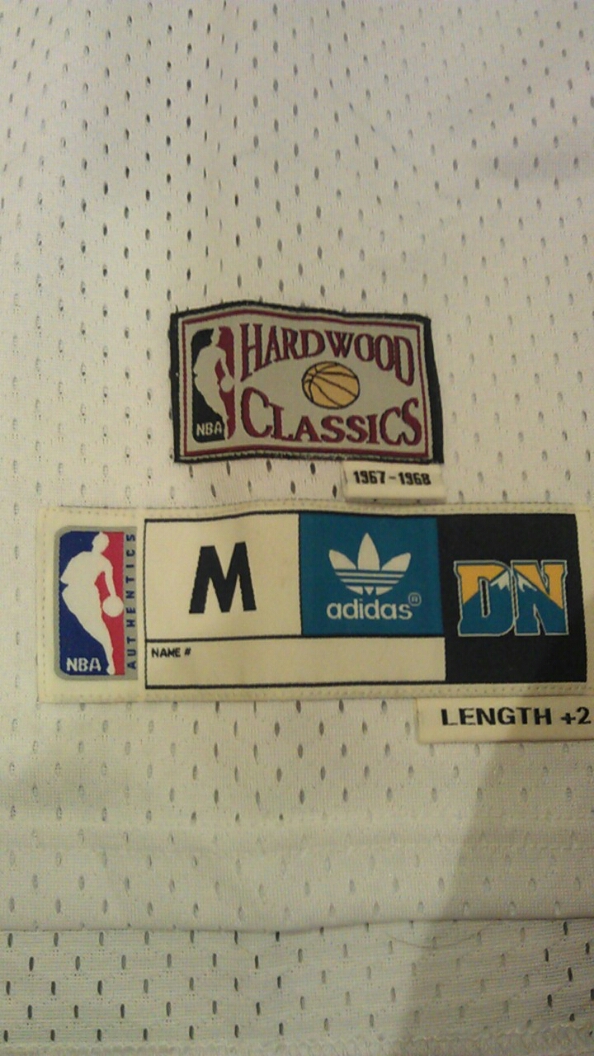 HARDWOOD
NBA
CLASSICS
1967-1968
M
adidas®
DN
AUTHENTICS
NBA
NAME #
LENGTH +2